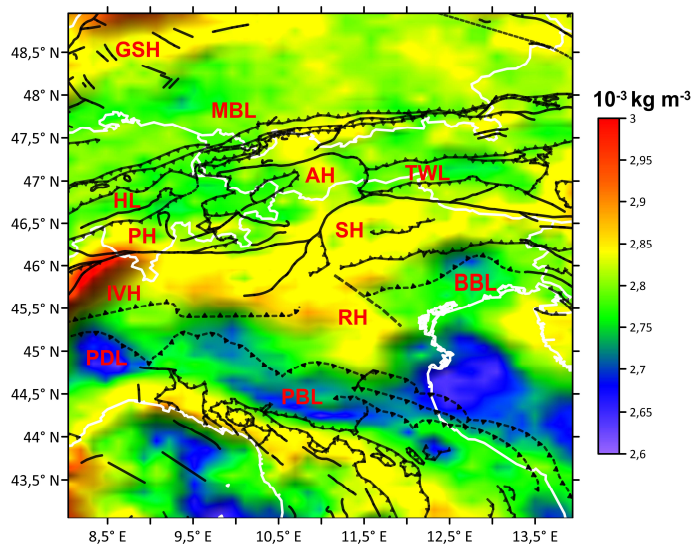 48,5° N
GSH
10⁻³ kg m⁻³
48° N
MBL
3
47,5° N
2,95
47° N
AH
TWL
2,9
HL
46,5° N
PH
SH
2,85
46° N
IVH
BBL
2,8
45,5° N
RH
2,75
45° N
PDL
2,7
44,5° N
PBL
2,65
44° N
2,6
43,5° N
8,5° E 9,5° E 10,5° E 11,5° E 12,5° E 13,5° E